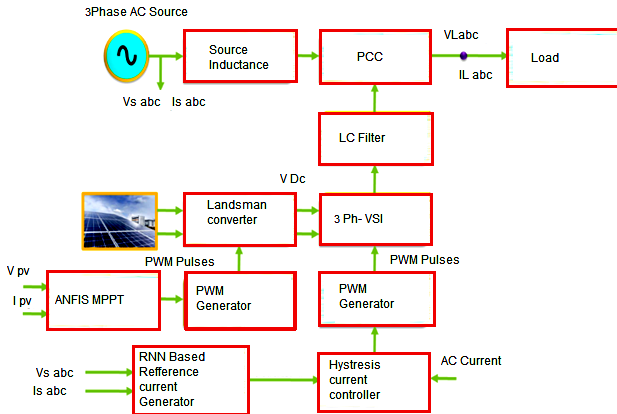 3Phase AC Source
Source
Inductance
PCC
VLabc
IL abc
Load
Vs abc
Is abc
LC Filter
V Dc
Landsman
converter
3 Ph- VSI
PWM Pulses
PWM Pulses
V pv
I pv
ANFIS MPPT
PWM
Generator
PWM
Generator
Vs abc
Is abc
RNN Based
Refference
current
Generator
Hystresis
current
controller
AC Current